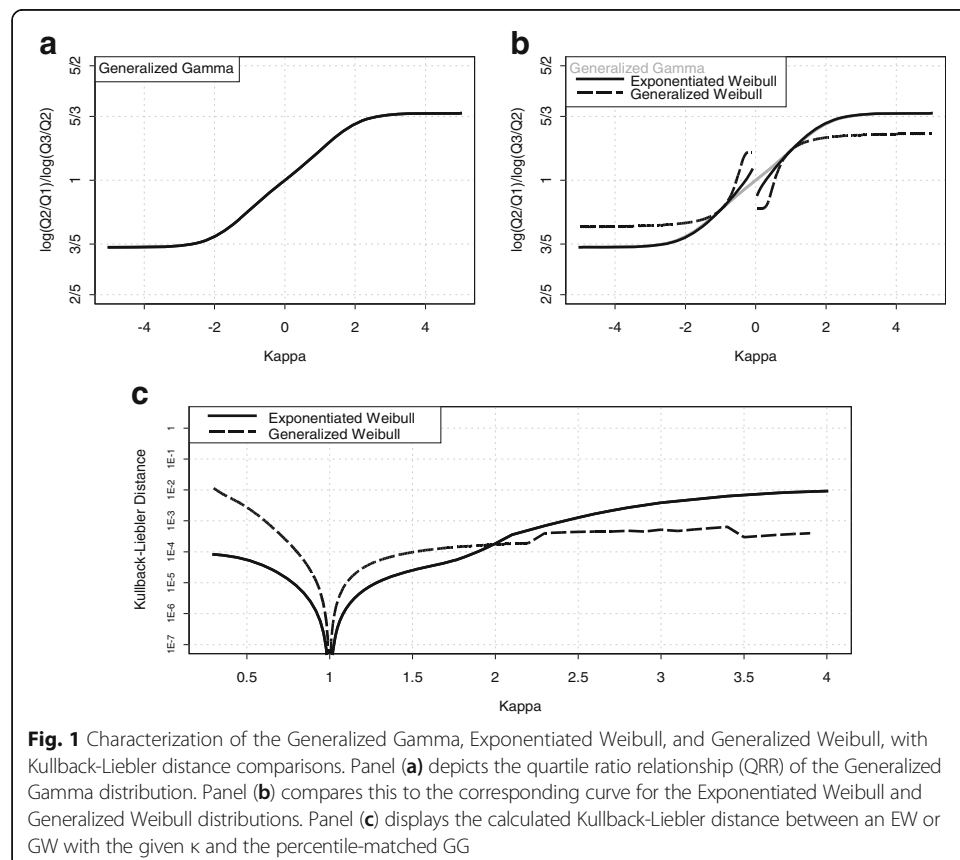 a
Generalized Gamma
5/2
5/3
1
3/5
2/5
log(Q2/Q1)/log(Q3/Q2)
-4 -2 0 2 4
Kappa
b
Generalized Gamma
Exponentiated Weibull
Generalized Weibull
5/2
5/3
1
3/5
2/5
log(Q2/Q1)/log(Q3/Q2)
-4 -2 0 2 4
Kappa
c
Exponentiated Weibull
Generalized Weibull
1
1E-1
1E-2
1E-3
1E-4
1E-5
1E-6
1E-7
Kullback-Liebler Distance
0.5 1 1.5 2 2.5 3 3.5 4
Kappa
Fig. 1 Characterization of the Generalized Gamma, Exponentiated Weibull, and Generalized Weibull, with
Kullback-Liebler distance comparisons. Panel (a) depicts the quartile ratio relationship (QRR) of the Generalized
Gamma distribution. Panel (b) compares this to the corresponding curve for the Exponentiated Weibull and
Generalized Weibull distributions. Panel (c) displays the calculated Kullback-Liebler distance between an EW or
GW with the given κ and the percentile-matched GG